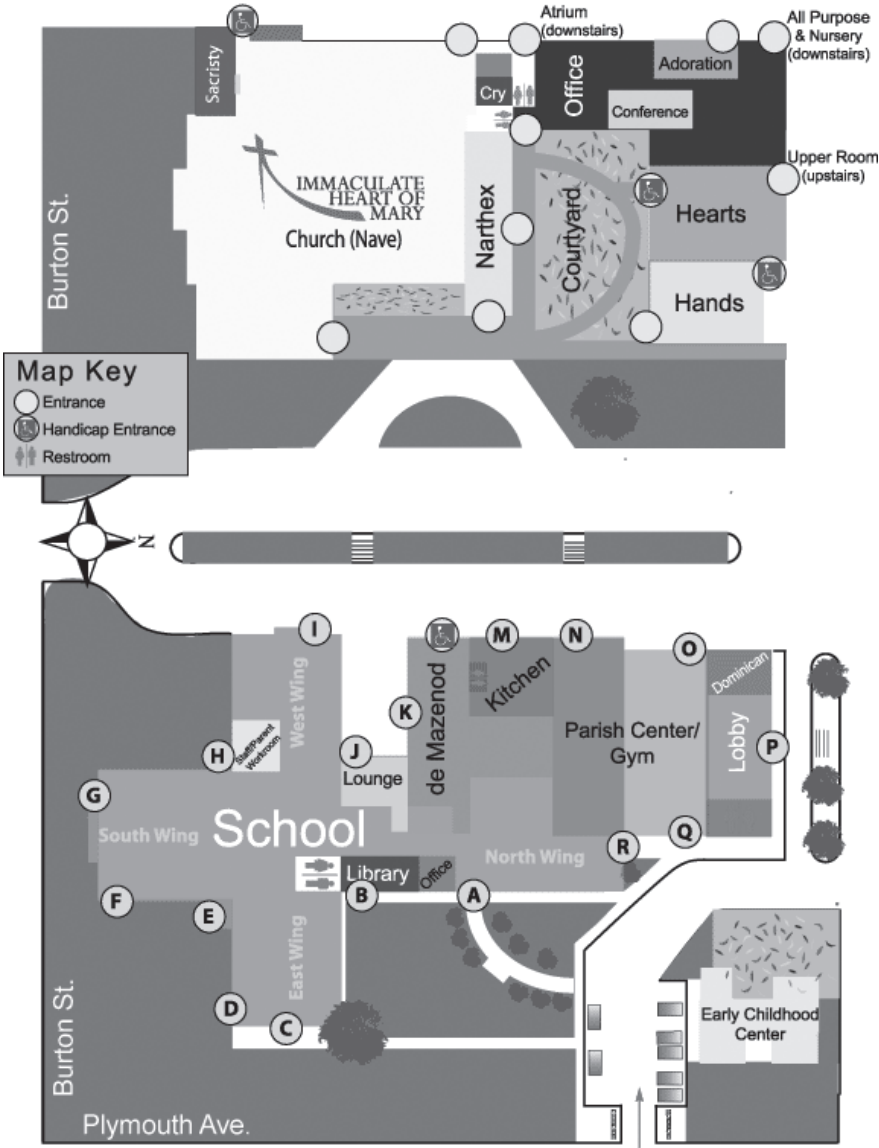 Atrium
(downstairs)
All Purpose
& Nursery
(downstairs)
Sacristy
Cry
Office
Adoration
Conference
Upper Room
(upstairs)
IMMACULATE
HEART OF
MARY
Church (Nave)
Narthex
Courtyard
Hearts
Hands
Burton St.
Map Key
Entrance
Handicap Entrance
Restroom
N
I
M
N
O
West Wing
de Mazenod
Kitchen
Dominican
K
Parish Center/
Gym
Lobby
P
H
Staff/Parent
Workroom
J
Lounge
G
South Wing
School
North Wing
R
Q
Library
Office
F
E
B
A
East Wing
D
C
Early Childhood
Center
Burton St.
Plymouth Ave.